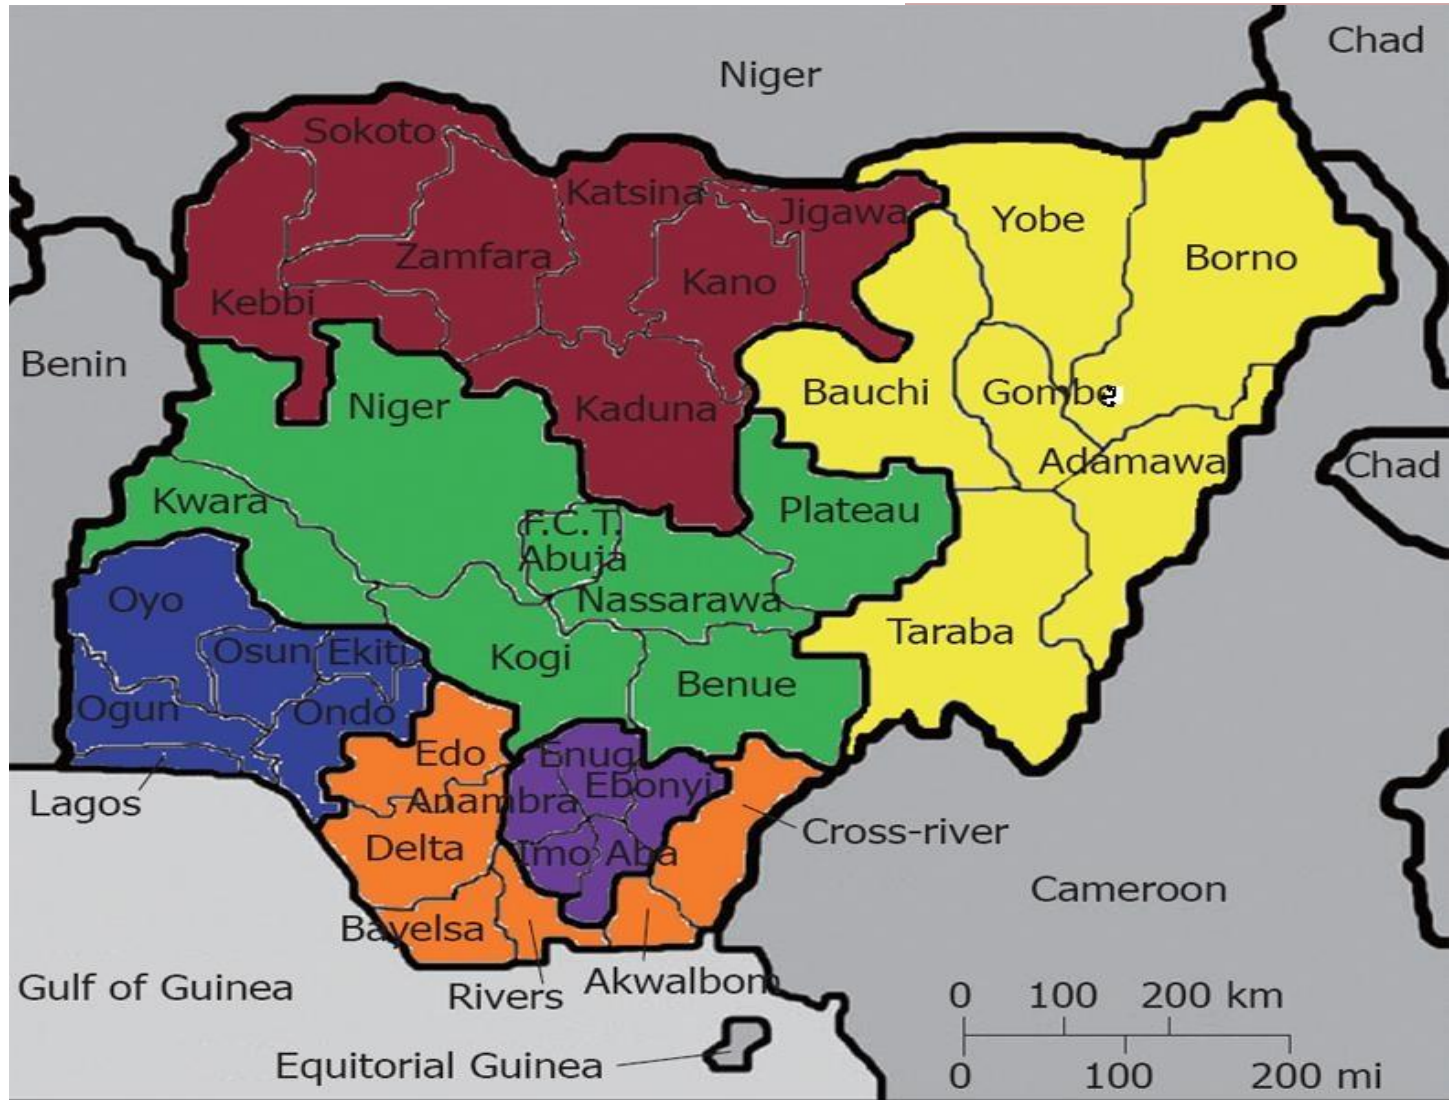 Chad
Niger
Sokoto
Katsina
Jigawa
Yobe
Borno
Zamfara
Kano
Kebbi
Benin
Bauchi
Gombe
Niger
Kaduna
Adamawa
Chad
Kwara
Plateau
F.C.T.
Abuja
Nassarawa
Oyo
Taraba
Osun
Ekiti
Kogi
Benue
Ogun
Ondo
Edo
Enug
Ebonyi
Lagos
Anambra
Cross-river
Delta
Imo
Aba
Cameroon
Bayelsa
Gulf of Guinea
Rivers
Akwalbom
0 100 200 km
Equitorial Guinea
0 100 200 mi